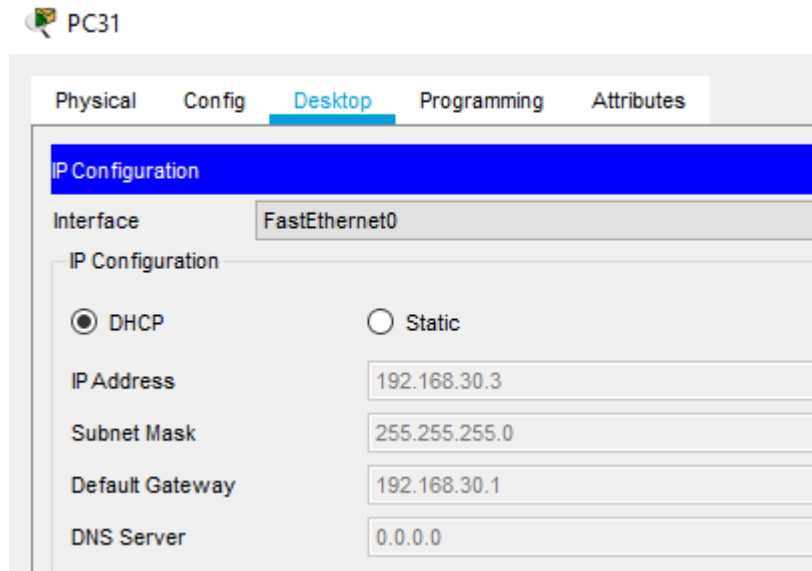 PC31
Physical Config Desktop Programming Attributes
IP Configuration
Interface FastEthernet0
IP Configuration
DHCP Static
IP Address 192.168.30.3
Subnet Mask 255.255.255.0
Default Gateway 192.168.30.1
DNS Server 0.0.0.0